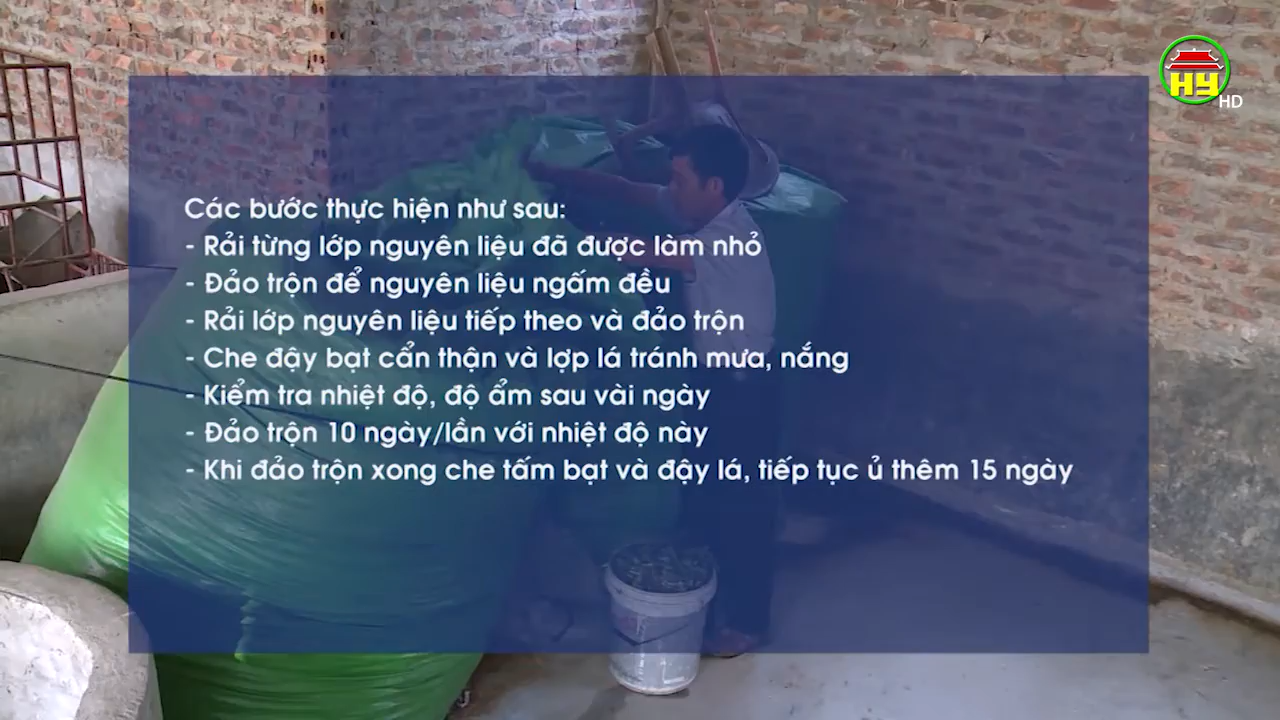 HY
HD
Các bước thực hiện như sau:
- Rải từng lớp nguyên liệu đã được làm nhỏ
- Đảo trộn để nguyên liệu ngấm đều
- Rải lớp nguyên liệu tiếp theo và đảo trộn
- Che đậy bạt cẩn thận và lợp lá tránh mưa, nắng
- Kiểm tra nhiệt độ, độ ẩm sau vài ngày
- Đảo trộn 10 ngày/lần với nhiệt độ này
- Khi đảo trộn xong che tấm bạt và đậy lá, tiếp tục ủ thêm 15 ngày